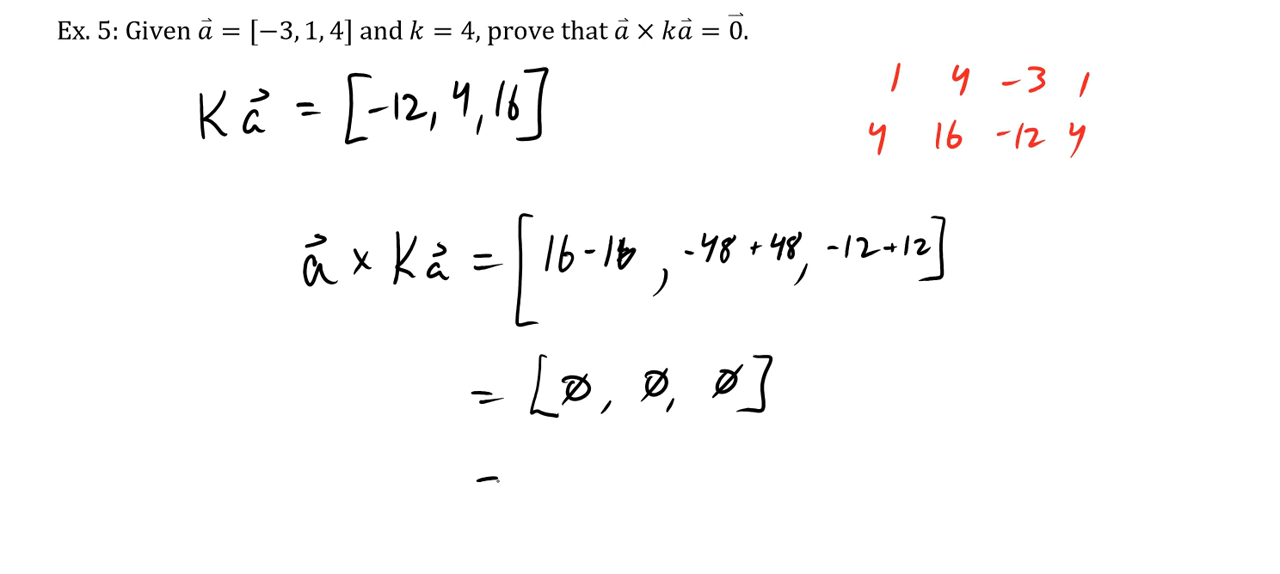 Ex. 5: Given a⃗ = [−3, 1, 4] and k = 4, prove that a⃗ × ka⃗ = 0⃗.
Ka⃗ = [-12, 4, 16]
1 4 -3 1
4 16 -12 4
a⃗ × Ka⃗ = [16-16, -48+48, -12+12]
= [0, 0, 0]
-